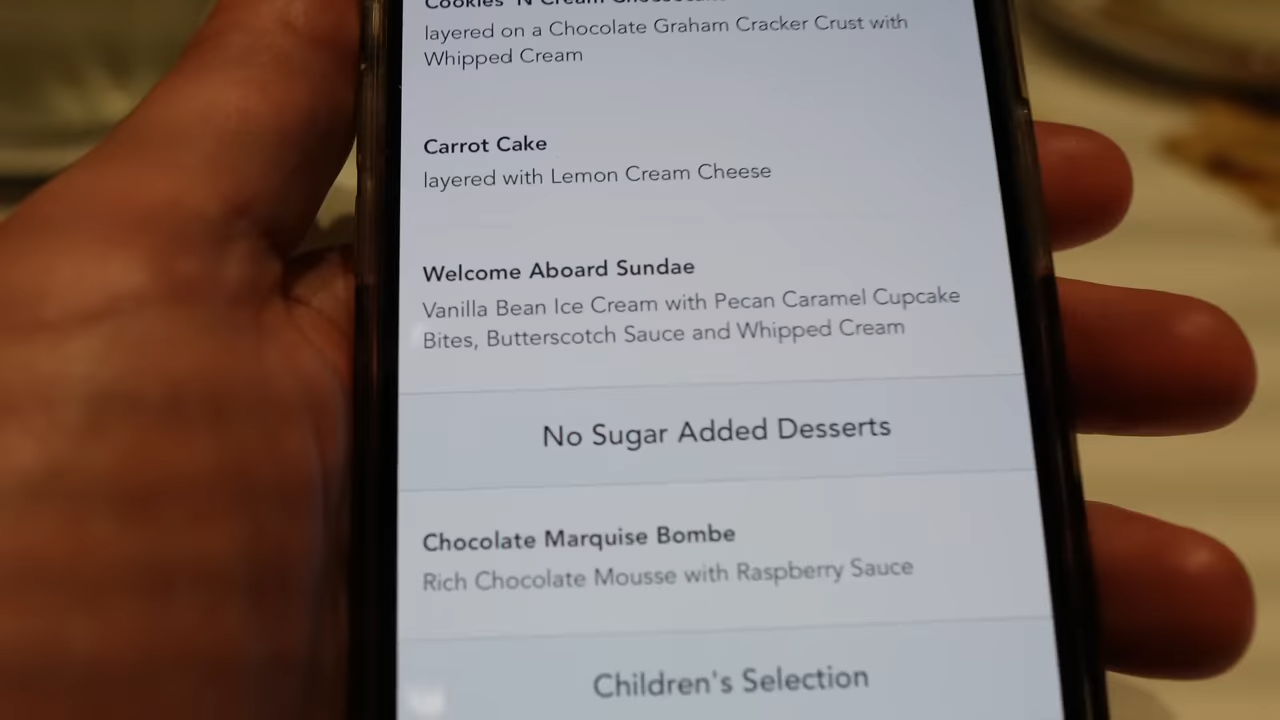 Cookies 'N Cream
layered on a Chocolate Graham Cracker Crust with
Whipped Cream
Carrot Cake
layered with Lemon Cream Cheese
Welcome Aboard Sundae
Vanilla Bean Ice Cream with Pecan Caramel Cupcake
Bites, Butterscotch Sauce and Whipped Cream
No Sugar Added Desserts
Chocolate Marquise Bombe
Rich Chocolate Mousse with Raspberry Sauce
Children's Selection